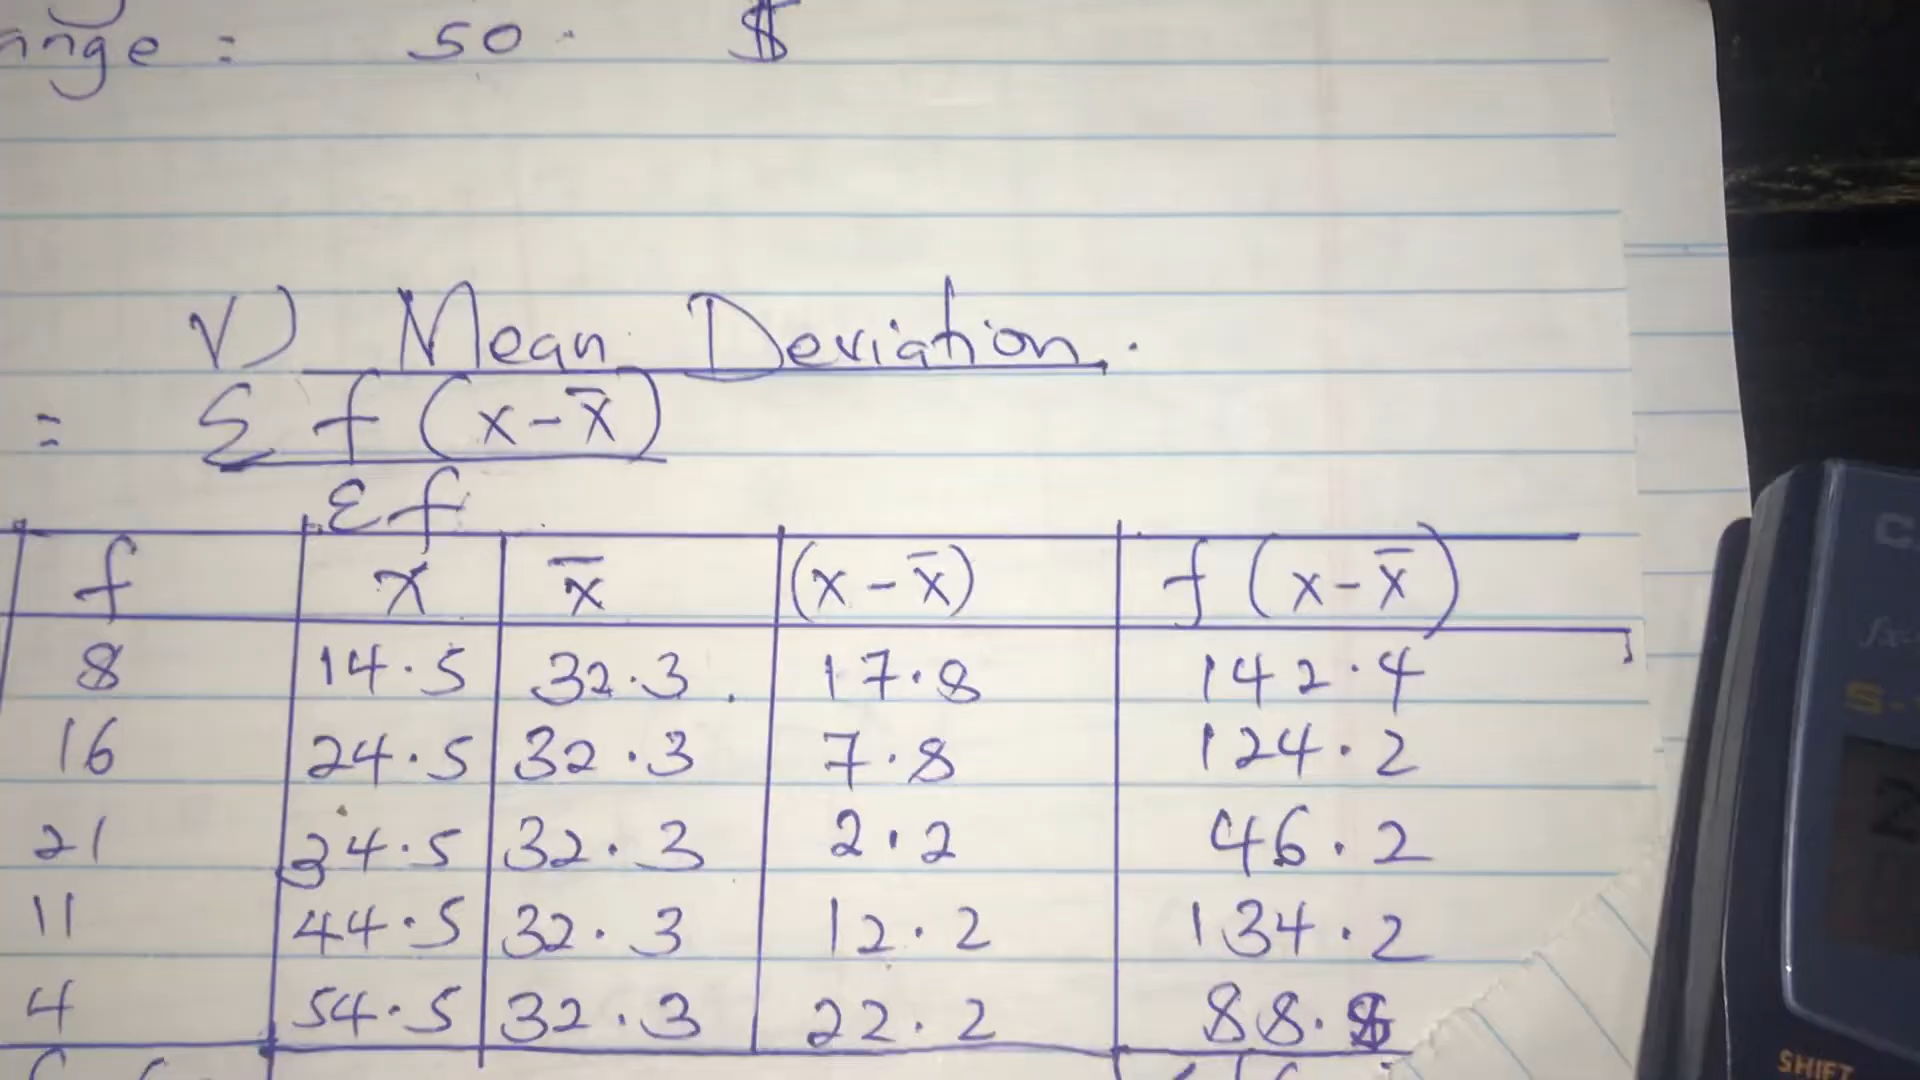 ange = 50. $
V) Mean Deviation.
= Σ f (x - x̄)
Σf
f x x̄ (x - x̄) f (x - x̄)
8 14.5 32.3 17.8 142.4
16 24.5 32.3 7.8 124.2
21 34.5 32.3 2.2 46.2
11 44.5 32.3 12.2 134.2
4 54.5 32.3 22.2 88.8
SHIFT